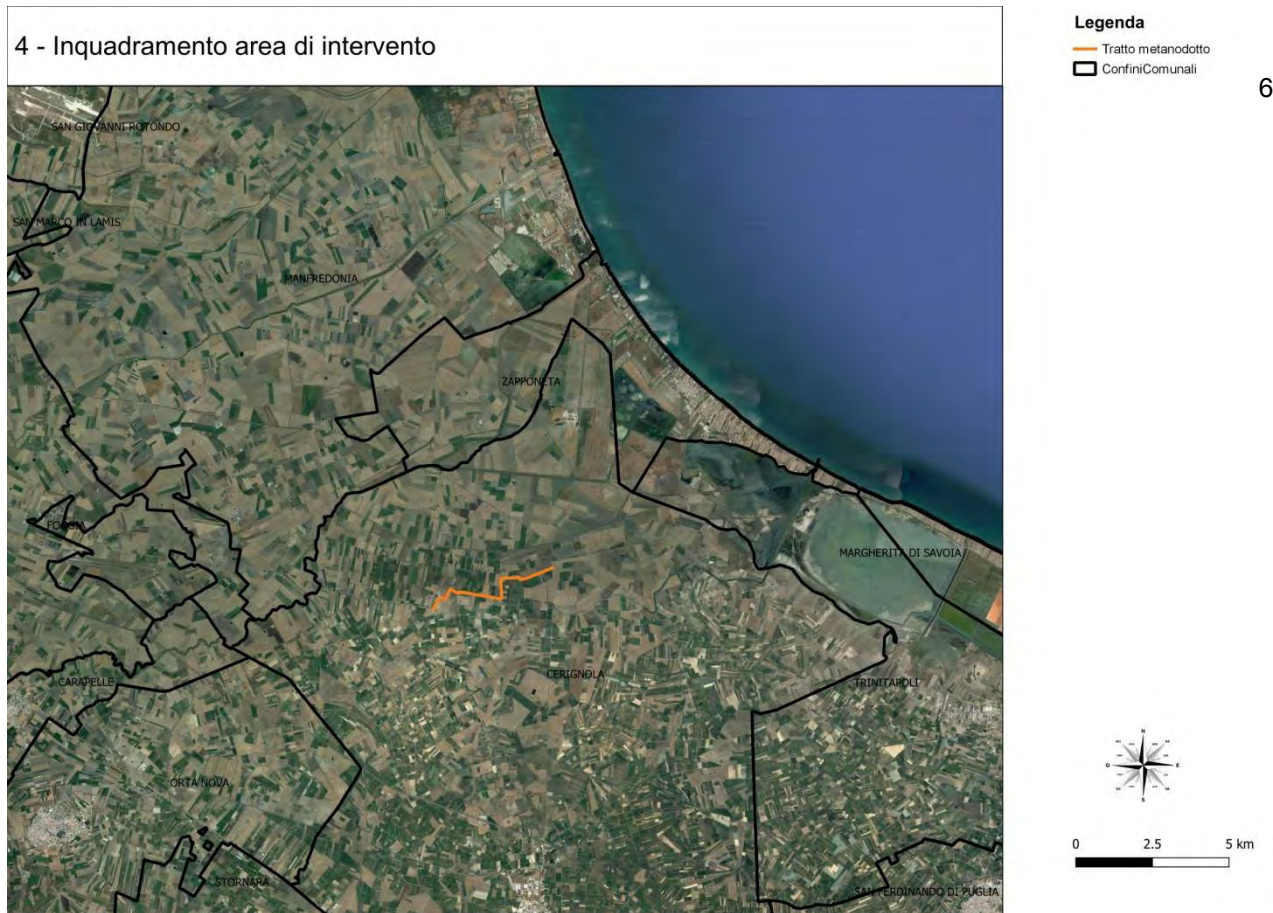 4 - Inquadramento area di intervento
Legenda
Tratto metanodotto
ConfiniComunali
6
SAN GIOVANNI ROTONDO
SAN MARCO IN LAMIS
MANFREDONIA
ZAPPONETA
FOGGIA
MARGHERITA DI SAVOIA
CARAPELLE
CERIGNOLA
TRINITAPOLI
ORTA NOVA
STORNARA
SAN FERDINANDO DI PUGLIA
N
O
E
S
0 2.5 5 km